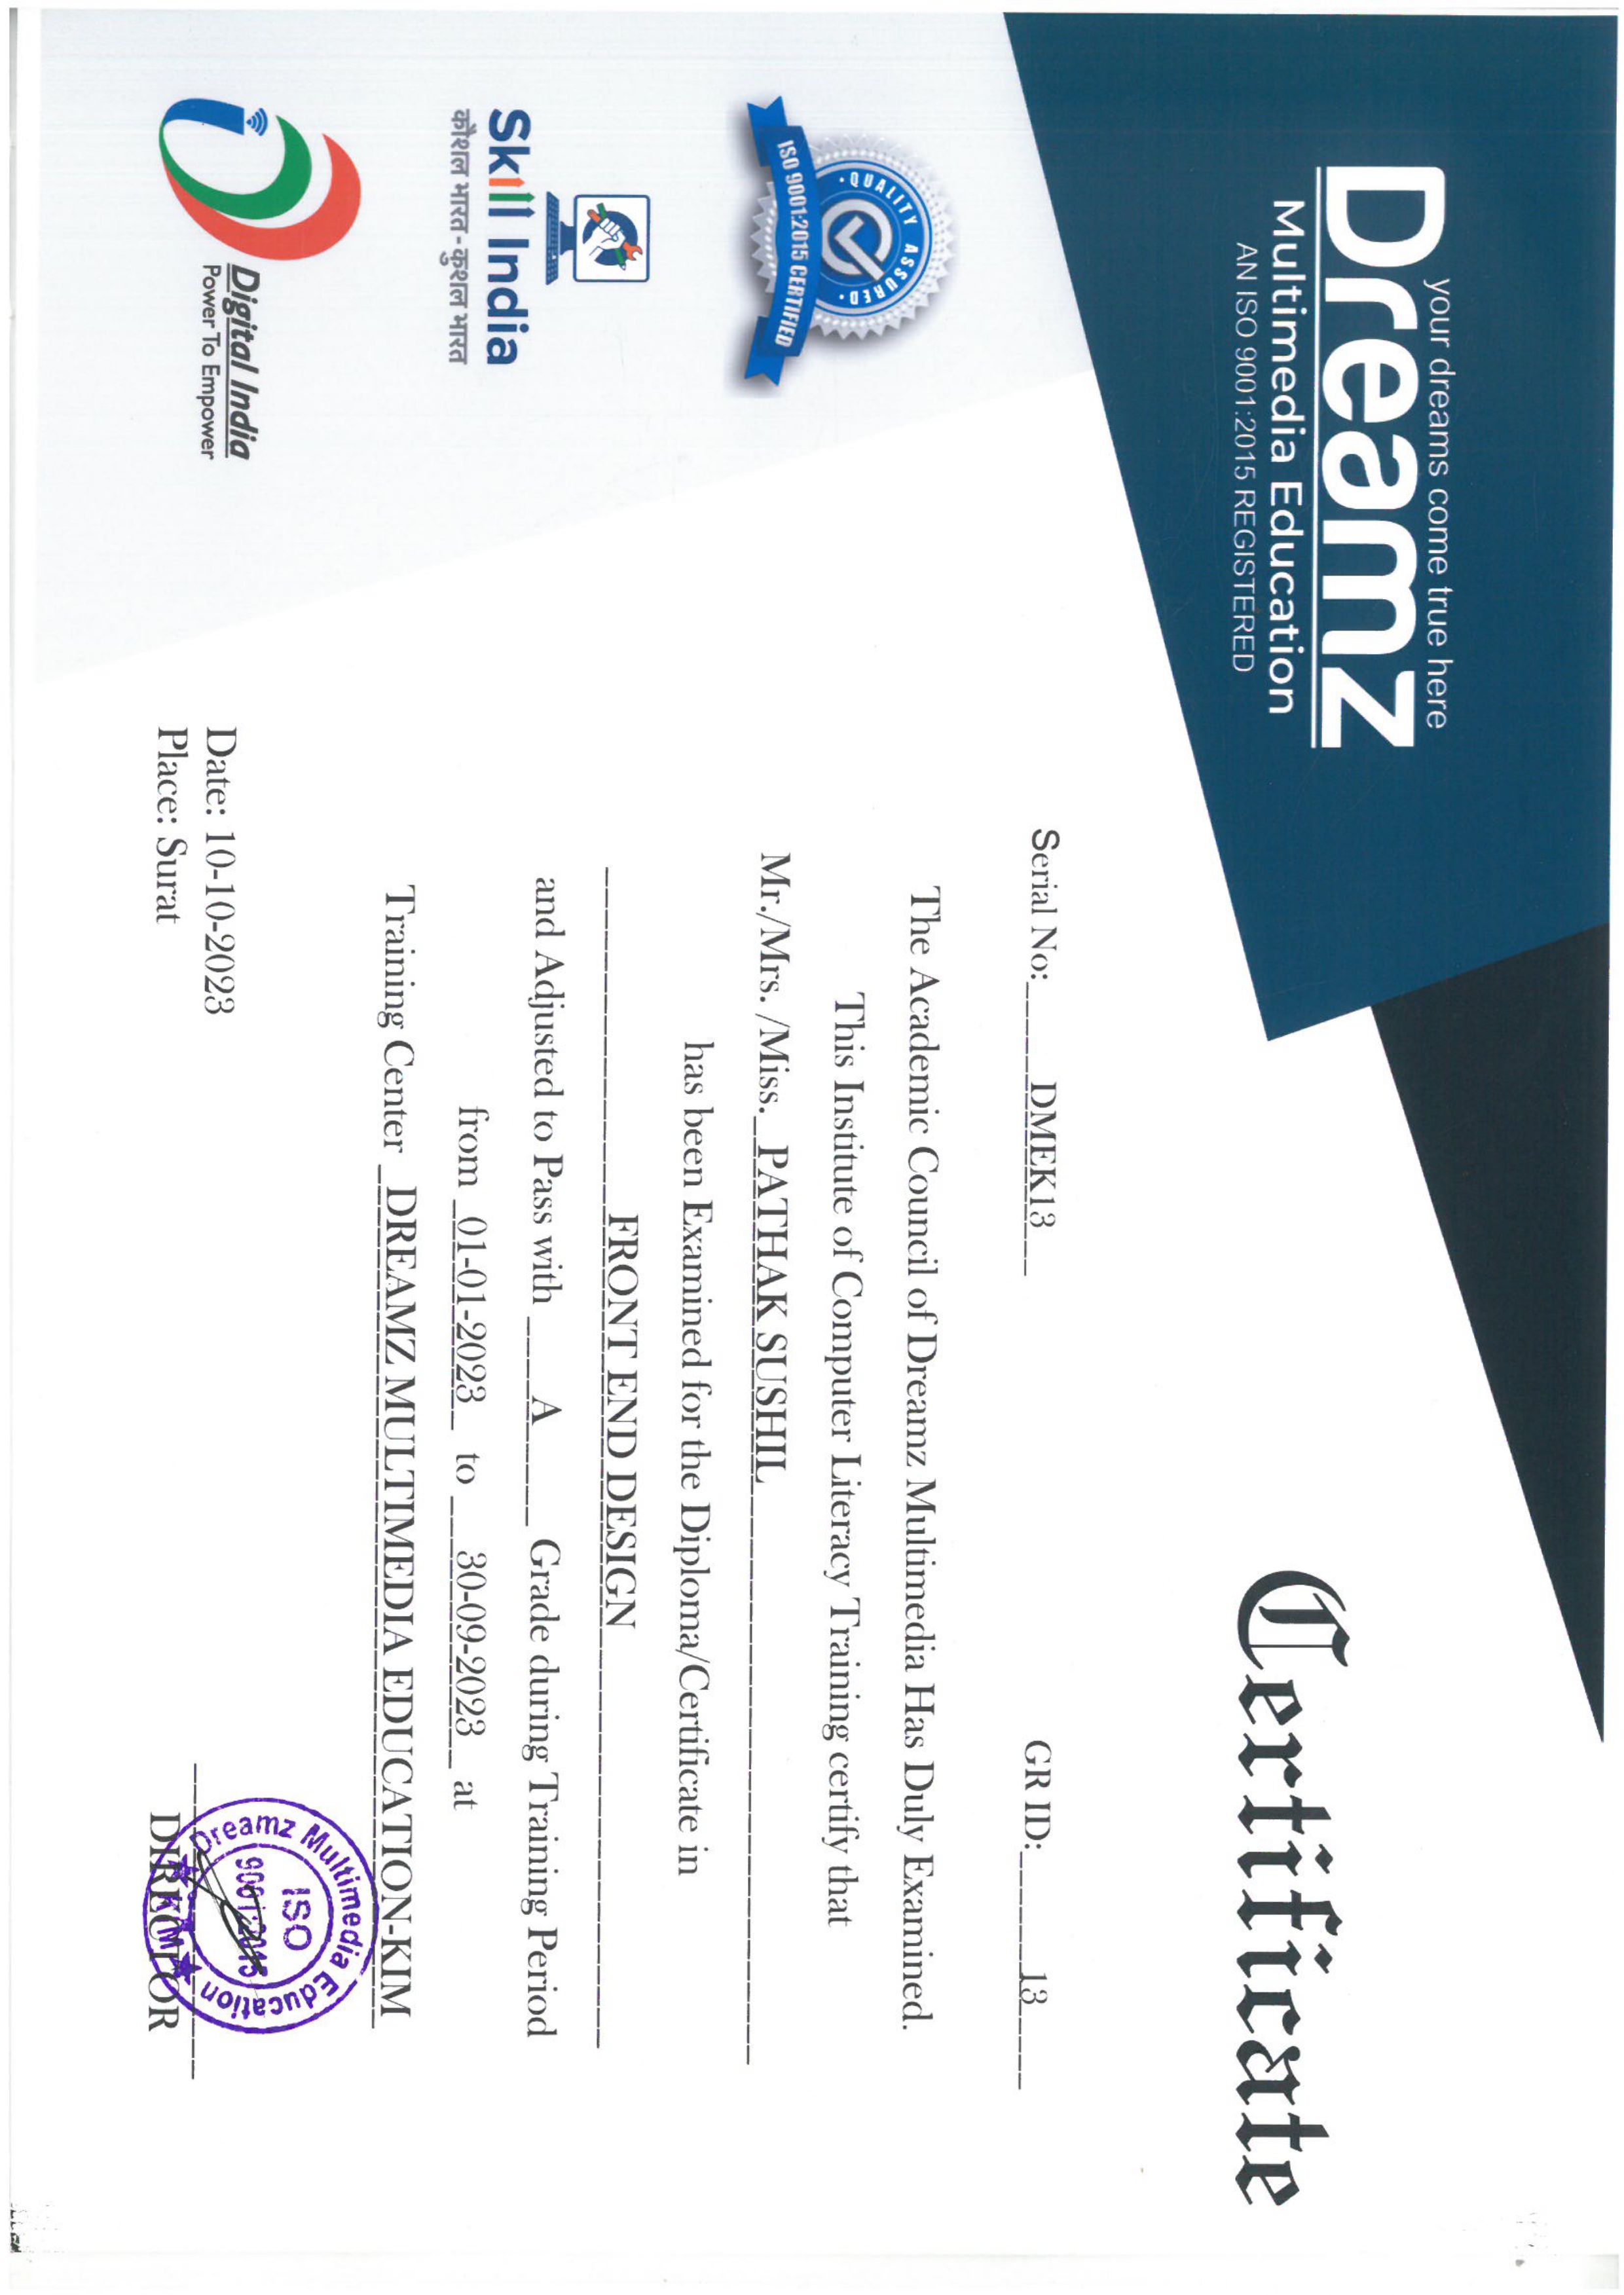 your dreams come true here
Dreamz
Multimedia Education
AN ISO 9001:2015 REGISTERED
Certificate
Serial No: DMEK13 GR ID: 13
The Academic Council of Dreamz Multimedia Has Duly Examined.
This Institute of Computer Literacy Training certify that
Mr./Mrs. /Miss. PATHAK SUSHIL
has been Examined for the Diploma/Certificate in
FRONT END DESIGN
and Adjusted to Pass with A Grade during Training Period
from 01-01-2023 to 30-09-2023 at
Training Center DREAMZ MULTIMEDIA EDUCATION-KIM
QUALITY ASSURED
ISO 9001:2015 CERTIFIED
Skill India
कौशल भारत - कुशल भारत
Digital India
Power To Empower
Date: 10-10-2023
Place: Surat
Dreamz Multimedia Education
ISO
9001:2015
KIM
DIRECTOR